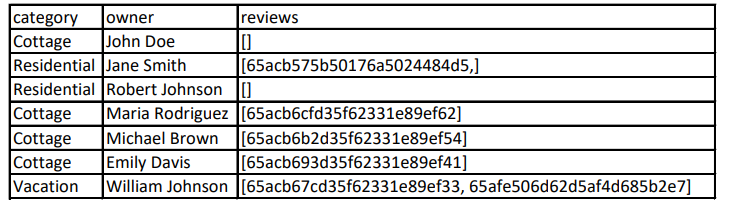 category owner reviews
Cottage John Doe []
Residential Jane Smith [65acb575b50176a5024484d5,]
Residential Robert Johnson []
Cottage Maria Rodriguez [65acb6cfd35f62331e89ef62]
Cottage Michael Brown [65acb6b2d35f62331e89ef54]
Cottage Emily Davis [65acb693d35f62331e89ef41]
Vacation William Johnson [65acb67cd35f62331e89ef33, 65afe506d62d5af4d685b2e7]